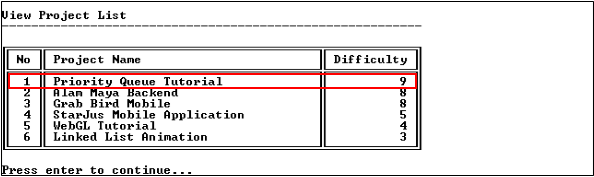 View Project List
No Project Name Difficulty
1 Priority Queue Tutorial 9
2 Alam Maya Backend 8
3 Grab Bird Mobile 8
4 StarJus Mobile Application 5
5 WebGL Tutorial 4
6 Linked List Animation 3
Press enter to continue...